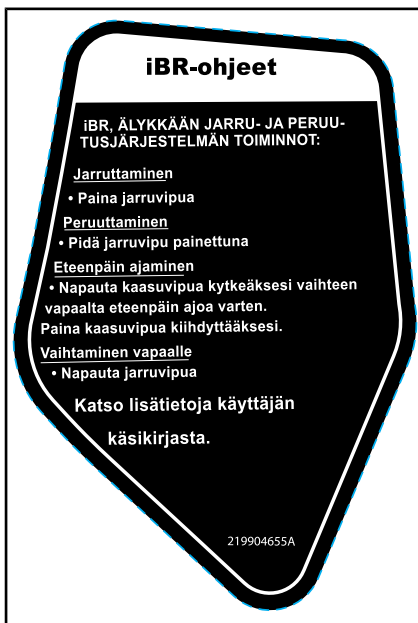 iBR-ohjeet
iBR, ÄLYKKÄÄN JARRU- JA PERUU-
TUSJÄRJESTELMÄN TOIMINNOT:
Jarruttaminen
• Paina jarruvipua
Peruuttaminen
• Pidä jarruvipu painettuna
Eteenpäin ajaminen
• Napauta kaasuvipua kytkeäksesi vaihteen
vapaalta eteenpäin ajoa varten.
Paina kaasuvipua kiihdyttääksesi.
Vaihtaminen vapaalle
• Napauta jarruvipua
Katso lisätietoja käyttäjän
käsikirjasta.
219904655A